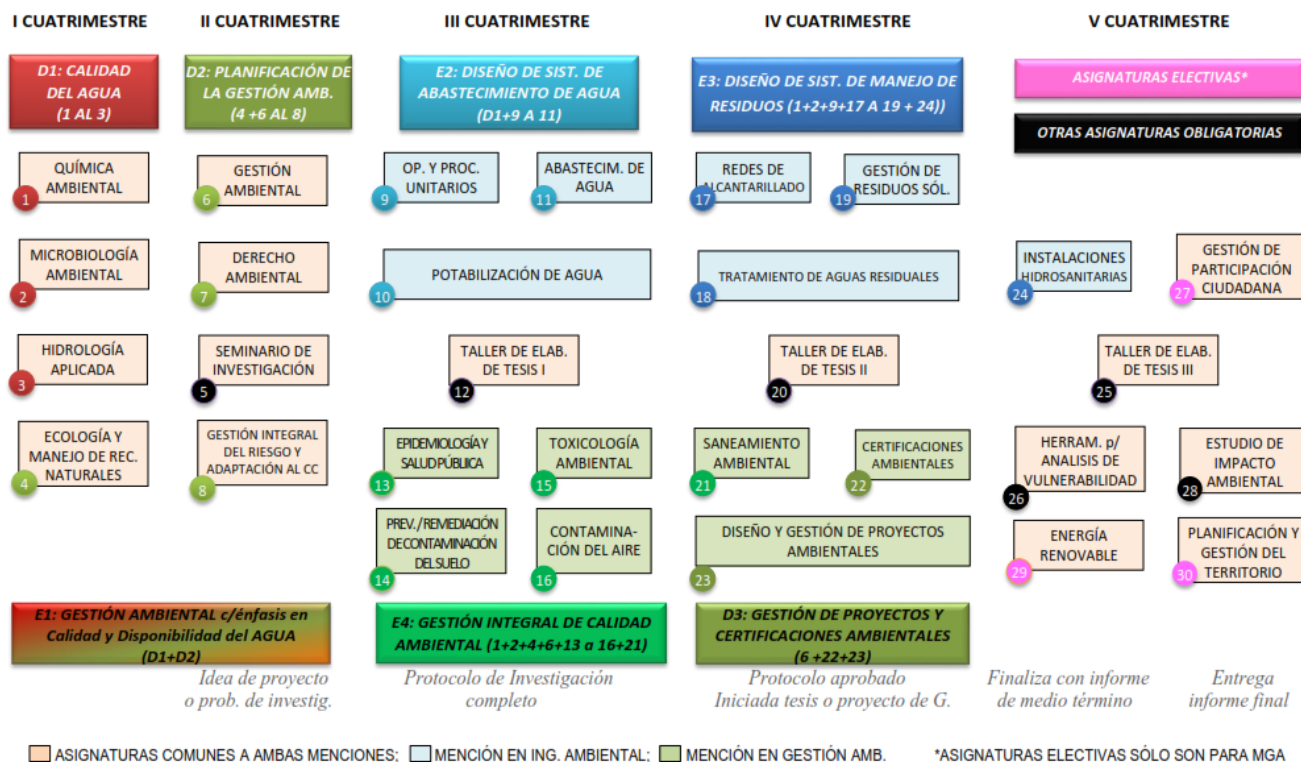 I CUATRIMESTRE
II CUATRIMESTRE
III CUATRIMESTRE
IV CUATRIMESTRE
V CUATRIMESTRE
D1: CALIDAD
DEL AGUA
(1 AL 3)
D2: PLANIFICACIÓN DE
LA GESTIÓN AMB.
(4 +6 AL 8)
E2: DISEÑO DE SIST. DE
ABASTECIMIENTO DE AGUA
(D1+9 A 11)
E3: DISEÑO DE SIST. DE MANEJO DE
RESIDUOS (1+2+9+17 A 19 + 24))
ASIGNATURAS ELECTIVAS*
OTRAS ASIGNATURAS OBLIGATORIAS
QUÍMICA
AMBIENTAL
1
GESTIÓN
AMBIENTAL
6
OP. Y PROC.
UNITARIOS
9
ABASTECIM. DE
AGUA
11
REDES DE
ALCANTARILLADO
17
GESTIÓN DE
RESIDUOS SÓL.
19
MICROBIOLOGÍA
AMBIENTAL
2
DERECHO
AMBIENTAL
7
POTABILIZACIÓN DE AGUA
10
TRATAMIENTO DE AGUAS RESIDUALES
18
INSTALACIONES
HIDROSANITARIAS
24
GESTIÓN DE
PARTICIPACIÓN
CIUDADANA
27
HIDROLOGÍA
APLICADA
3
SEMINARIO DE
INVESTIGACIÓN
5
TALLER DE ELAB.
DE TESIS I
12
TALLER DE ELAB.
DE TESIS II
20
TALLER DE ELAB.
DE TESIS III
25
ECOLOGÍA Y
MANEJO DE REC.
NATURALES
4
GESTIÓN INTEGRAL
DEL RIESGO Y
ADAPTACIÓN AL CC
8
EPIDEMIOLOGÍA Y
SALUD PÚBLICA
13
TOXICOLOGÍA
AMBIENTAL
15
SANEAMIENTO
AMBIENTAL
21
CERTIFICACIONES
AMBIENTALES
22
HERRAM. p/
ANALISIS DE
VULNERABILIDAD
26
ESTUDIO DE
IMPACTO
AMBIENTAL
28
PREV./REMEDIACIÓN
DE CONTAMINACIÓN
DEL SUELO
14
CONTAMINA-
CIÓN DEL AIRE
16
DISEÑO Y GESTIÓN DE PROYECTOS
AMBIENTALES
23
ENERGÍA
RENOVABLE
29
PLANIFICACIÓN Y
GESTIÓN DEL
TERRITORIO
30
E1: GESTIÓN AMBIENTAL c/énfasis en
Calidad y Disponibilidad del AGUA
(D1+D2)
E4: GESTIÓN INTEGRAL DE CALIDAD
AMBIENTAL (1+2+4+6+13 a 16+21)
D3: GESTIÓN DE PROYECTOS Y
CERTIFICACIONES AMBIENTALES
(6 +22+23)
Idea de proyecto
o prob. de investig.
Protocolo de Investigación
completo
Protocolo aprobado
Iniciada tesis o proyecto de G.
Finaliza con informe
de medio término
Entrega
informe final
ASIGNATURAS COMUNES A AMBAS MENCIONES; MENCIÓN EN ING. AMBIENTAL; MENCIÓN EN GESTIÓN AMB. *ASIGNATURAS ELECTIVAS SÓLO SON PARA MGA